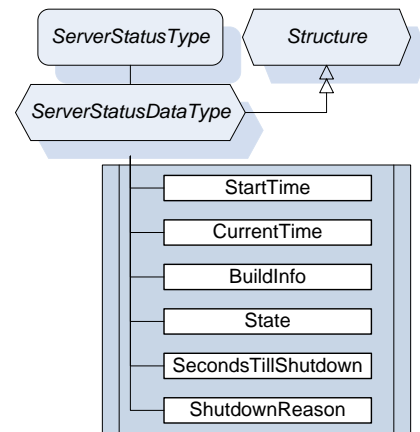 ServerStatusType
Structure
ServerStatusDataType
StartTime
CurrentTime
BuildInfo
State
SecondsTillShutdown
ShutdownReason